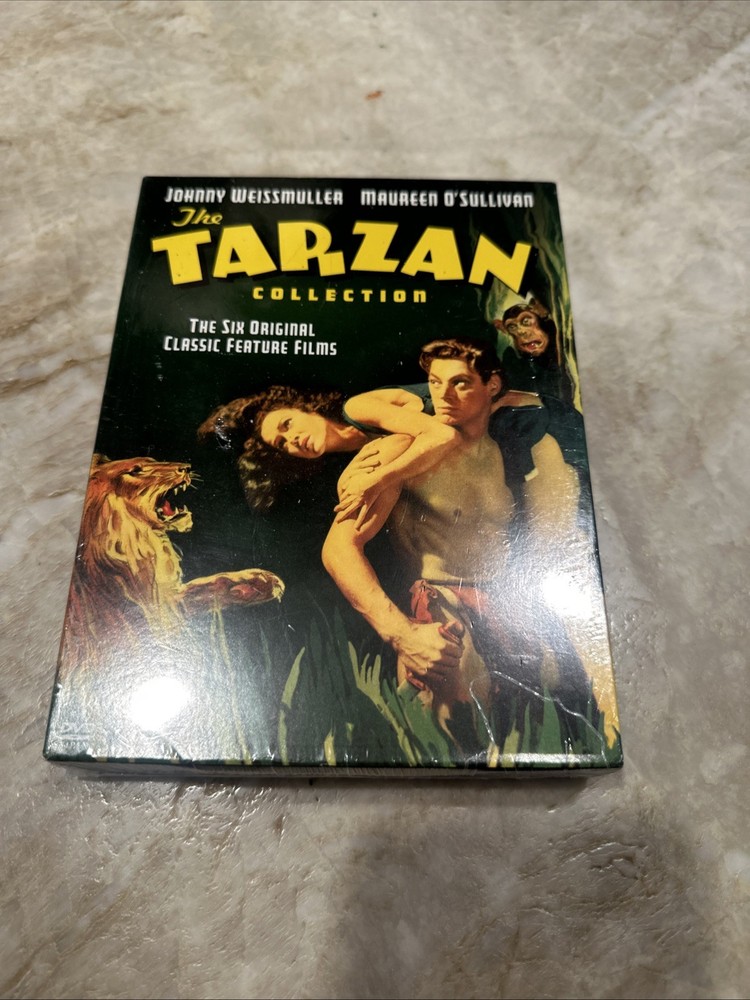 Johnny Weissmuller Maureen O'Sullivan
The
TARZAN
COLLECTION
The Six Original
Classic Feature Films